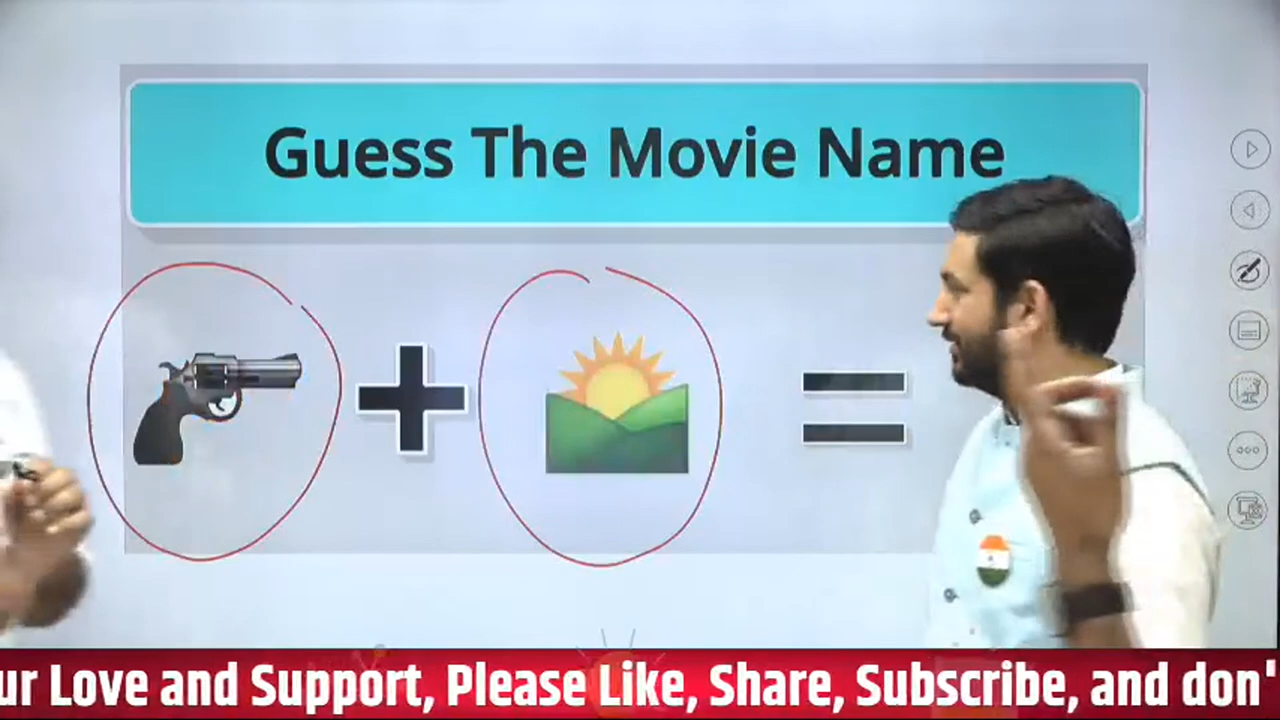 Guess The Movie Name
ur Love and Support, Please Like, Share, Subscribe, and don'